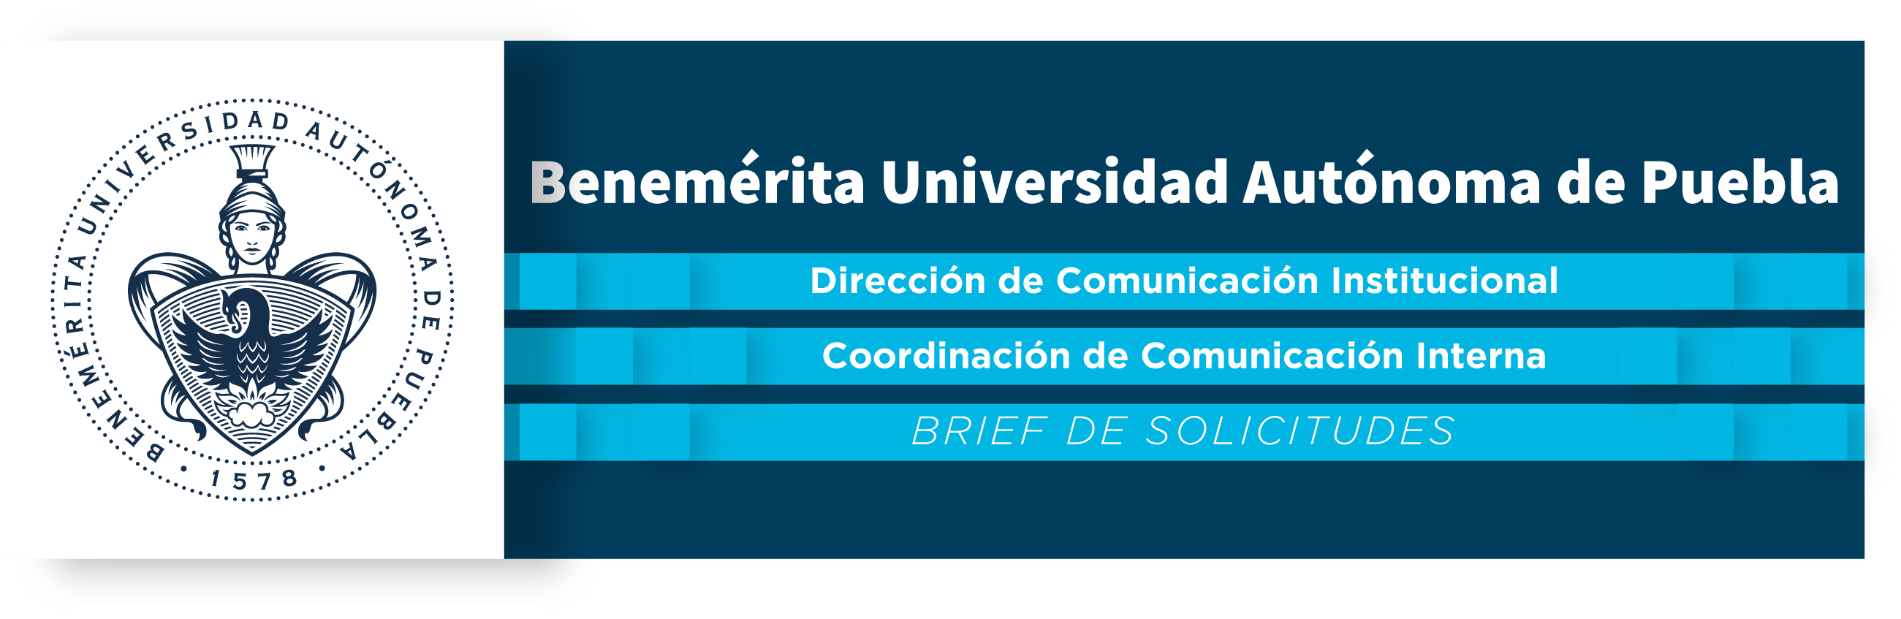 BENEMÉRITA UNIVERSIDAD AUTÓNOMA DE PUEBLA
· 1578 ·
Benemérita Universidad Autónoma de Puebla
Dirección de Comunicación Institucional
Coordinación de Comunicación Interna
BRIEF DE SOLICITUDES